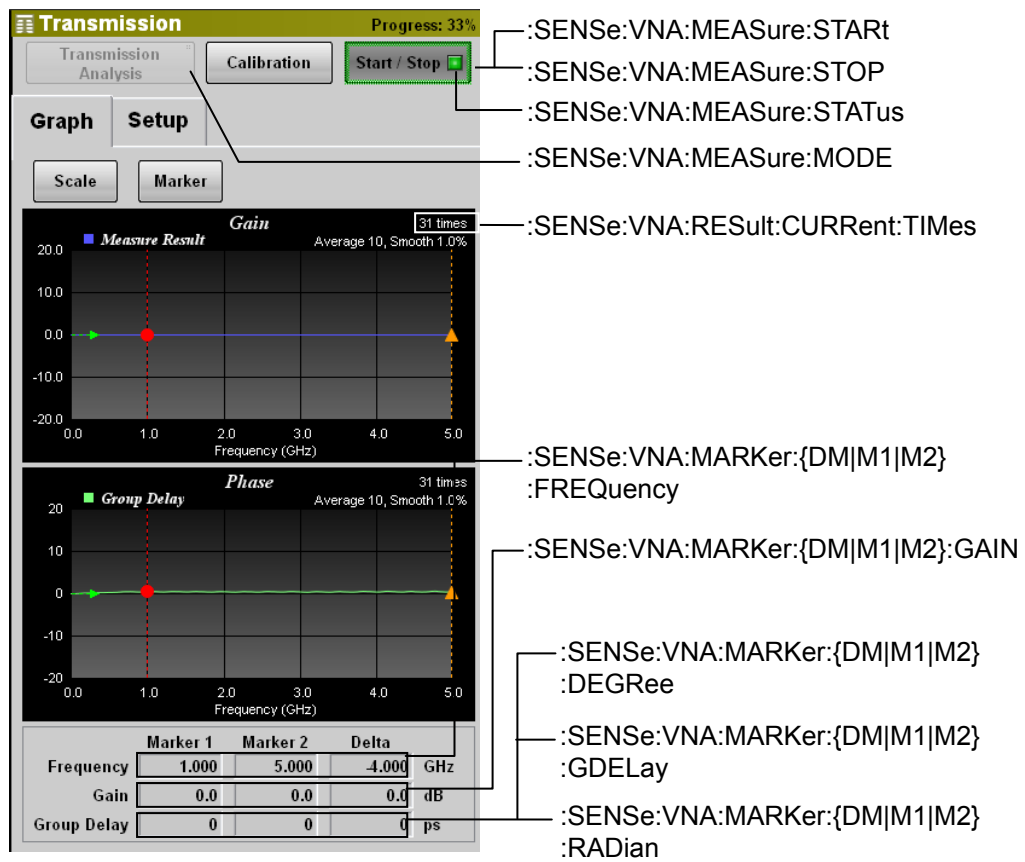 Transmission
Progress: 33%
Transmission
Analysis
Calibration
Start / Stop
Graph
Setup
Scale
Marker
Gain
31 times
Measure Result
Average 10, Smooth 1.0%
20.0
10.0
0.0
-10.0
-20.0
0.0 1.0 2.0 3.0 4.0 5.0
Frequency (GHz)
Phase
31 times
Group Delay
Average 10, Smooth 1.0%
20
10
0
-10
-20
0.0 1.0 2.0 3.0 4.0 5.0
Frequency (GHz)
Marker 1 Marker 2 Delta
Frequency 1.000 5.000 -4.000 GHz
Gain 0.0 0.0 0.0 dB
Group Delay 0 0 0 ps
:SENSe:VNA:MEASure:STARt
:SENSe:VNA:MEASure:STOP
:SENSe:VNA:MEASure:STATus
:SENSe:VNA:MEASure:MODE
:SENSe:VNA:RESult:CURRent:TIMes
:SENSe:VNA:MARKer:{DM|M1|M2}
:FREQuency
:SENSe:VNA:MARKer:{DM|M1|M2}:GAIN
:SENSe:VNA:MARKer:{DM|M1|M2}
:DEGRee
:SENSe:VNA:MARKer:{DM|M1|M2}
:GDELay
:SENSe:VNA:MARKer:{DM|M1|M2}
:RADian